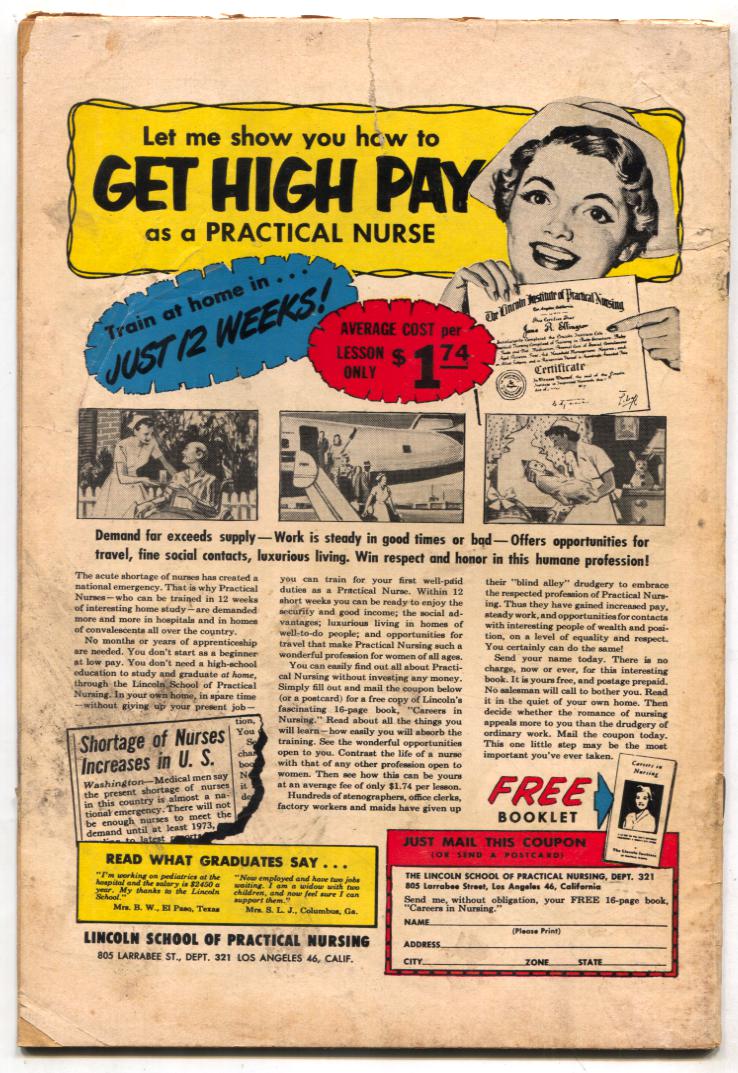 Let me show you how to
GET HIGH PAY
as a PRACTICAL NURSE
Train at home in . . .
JUST 12 WEEKS!
AVERAGE COST per
LESSON
ONLY $1.74
The Lincoln Institute of Practical Nursing
Los Angeles, California
This Certifies That
Jane R. Ellinger
Certificate
Demand far exceeds supply—Work is steady in good times or bad—Offers opportunities for
travel, fine social contacts, luxurious living. Win respect and honor in this humane profession!
The acute shortage of nurses has created a
national emergency. That is why Practical
Nurses—who can be trained in 12 weeks
of interesting home study—are demanded
more and more in hospitals and in homes
of convalescents all over the country.
No months or years of apprenticeship
are needed. You don't start as a beginner
at low pay. You don't need a high-school
education to study and graduate at home,
through the Lincoln School of Practical
Nursing. In your own home, in spare time
—without giving up your present job—
you can train for your first well-paid
duties as a Practical Nurse. Within 12
short weeks you can be ready to enjoy the
security and good income; the social ad-
vantages; luxurious living in homes of
well-to-do people; and opportunities for
travel that make Practical Nursing such a
wonderful profession for women of all ages.
You can easily find out all about Practi-
cal Nursing without investing any money.
Simply fill out and mail the coupon below
(or a postcard) for a free copy of Lincoln's
fascinating 16-page book, "Careers in
Nursing." Read about all the things you
will learn—how easily you will absorb the
training. See the wonderful opportunities
open to you. Contrast the life of a nurse
with that of any other profession open to
women. Then see how this can be yours
at an average fee of only $1.74 per lesson.
Hundreds of stenographers, office clerks,
factory workers and maids have given up
their "blind alley" drudgery to embrace
the respected profession of Practical Nurs-
ing. Thus they have gained increased pay,
steady work, and opportunities for contacts
with interesting people of wealth and posi-
tion, on a level of equality and respect.
You certainly can do the same!
Send your name today. There is no
charge, now or ever, for this interesting
book. It is yours free, and postage prepaid.
No salesman will call to bother you. Read
it in the quiet of your own home. Then
decide whether the romance of nursing
appeals more to you than the drudgery of
ordinary work. Mail the coupon today.
This one little step may be the most
important you've ever taken.
tion,
You
S
char
boo
N
it
de
Shortage of Nurses
Increases in U. S.
Washington—Medical men say
the present shortage of nurses
in this country is almost a na-
tional emergency. There will not
be enough nurses to meet the
demand until at least 1973,
to latest
FREE
BOOKLET
Careers in
Nursing
The Lincoln Institute
READ WHAT GRADUATES SAY . . .
"I'm working on pediatrics at the
hospital and the salary is $2450 a
year. My thanks to the Lincoln
School."
Mrs. B. W., El Paso, Texas
"Now employed and have two jobs
waiting. I am a widow with two
children, and now feel sure I can
support them."
Mrs. S. L. J., Columbus, Ga.
LINCOLN SCHOOL OF PRACTICAL NURSING
805 LARRABEE ST., DEPT. 321 LOS ANGELES 46, CALIF.
JUST MAIL THIS COUPON
(OR SEND A POSTCARD)
THE LINCOLN SCHOOL OF PRACTICAL NURSING, DEPT. 321
805 Larrabee Street, Los Angeles 46, California
Send me, without obligation, your FREE 16-page book,
"Careers in Nursing."
NAME
(Please Print)
ADDRESS
CITY ZONE STATE